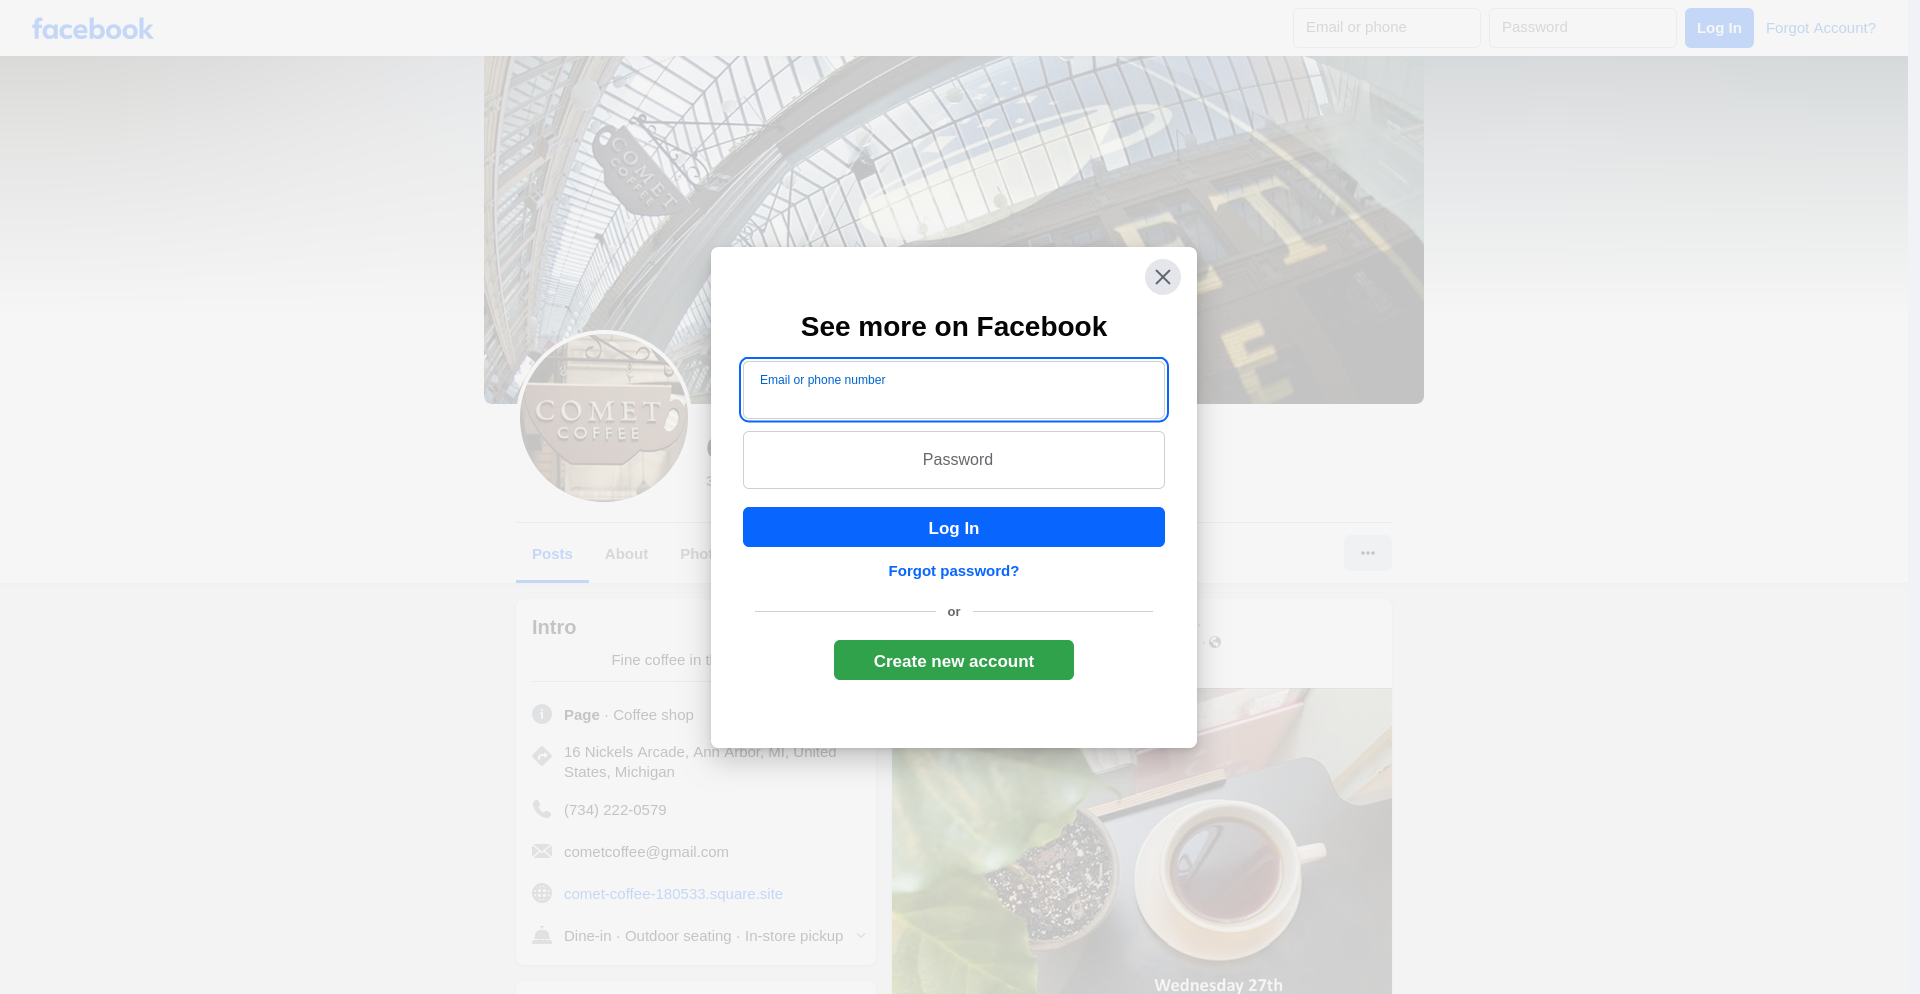 facebook
Email or phone
Password
Log In
Forgot Account?
COMET
COFFEE
ET
E
COMET
COFFEE
See more on Facebook
Email or phone number
Password
Log In
Forgot password?
or
Create new account
Posts
About
Intro
Fine coffee in
Page · Coffee shop
16 Nickels Arcade, Ann Arbor, MI, United
States, Michigan
(734) 222-0579
cometcoffee@gmail.com
comet-coffee-180533.square.site
Dine-in · Outdoor seating · In-store pickup
Wednesday 27th